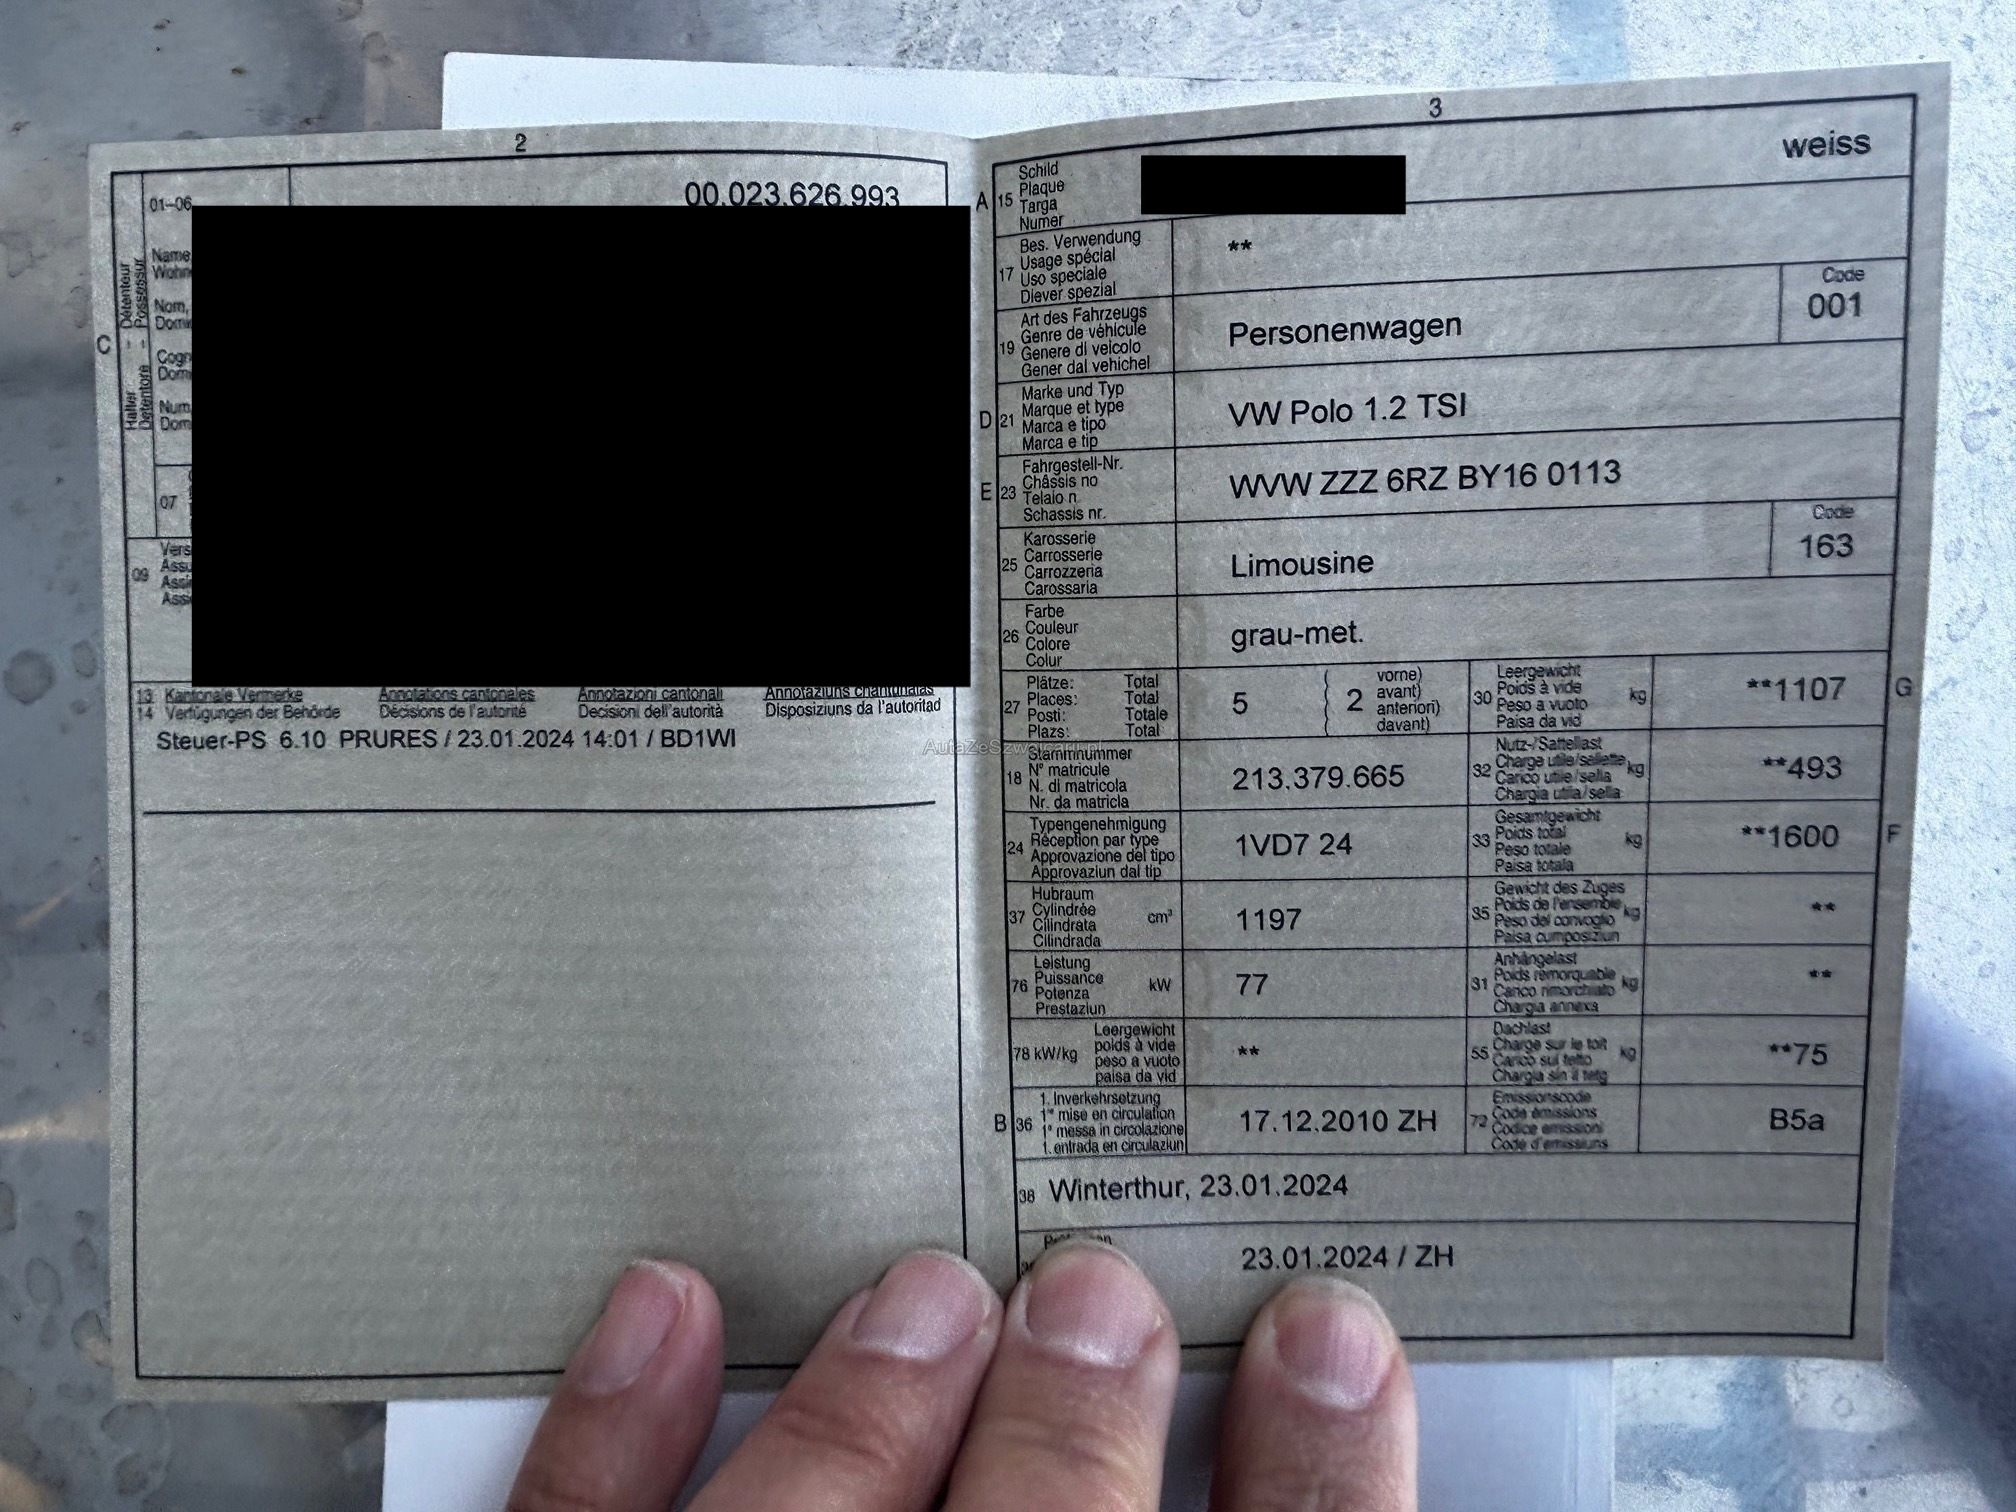 2
01–06
00.023.626.993
C
Halter - Détenteur
Detentore - Possessur
Name
Nom,
07
09
13 Kantonale Vermerke Annotations cantonales Annotazioni cantonali Annotaziuns chantunalas
14 Verfügungen der Behörde Décisions de l'autorité Decisioni dell'autorità Disposiziuns da l'autoritad
Steuer-PS 6.10 PRURES / 23.01.2024 14:01 / BD1WI
AutaZeSzwajcarii.pl
3
weiss
A 15
Schild
Plaque
Targa
Numer
17
Bes. Verwendung
Usage spécial
Uso speciale
Diever spezial
**
19
Art des Fahrzeugs
Genre de véhicule
Genere di veicolo
Gener dal vehichel
Personenwagen
Code
001
D 21
Marke und Typ
Marque et type
Marca e tipo
Marca e tip
VW Polo 1.2 TSI
E 23
Fahrgestell-Nr.
Châssis no
Telaio n.
Schassis nr.
WVW ZZZ 6RZ BY16 0113
25
Karosserie
Carrosserie
Carrozzeria
Carossaria
Limousine
Code
163
26
Farbe
Couleur
Colore
Colur
grau-met.
27
Plätze: Total
Places: Total
Posti: Totale
Plazs: Total
5
2
vorne)
avant)
anteriori)
davant)
30
Leergewicht
Poids à vide
Peso a vuoto
Paisa da vid
kg
**1107
G
18
Stammnummer
N° matricule
N. di matricola
Nr. da matricla
213.379.665
32
Nutz-/Sattellast
Charge utile/sellette
Carico utile/sella
Chargia utila/sella
kg
**493
24
Typengenehmigung
Réception par type
Approvazione del tipo
Approvaziun dal tip
1VD7 24
33
Gesamtgewicht
Poids total
Peso totale
Paisa totala
kg
**1600
F
37
Hubraum
Cylindrée
Cilindrata
Cilindrada
cm³
1197
35
Gewicht des Zuges
Poids de l'ensemble
Peso del convoglio
Paisa cumposiziun
kg
**
76
Leistung
Puissance
Potenza
Prestaziun
kW
77
31
Anhängelast
Poids remorquable
Carico rimorchiato
Chargia annexa
kg
**
78 kW/kg
Leergewicht
poids à vide
peso a vuoto
paisa da vid
**
55
Dachlast
Charge sur le toit
Carico sul tetto
Chargia sin il tetg
kg
**75
B 36
1. Inverkehrsetzung
1re mise en circulation
1a messa in circolazione
1. entrada en circulaziun
17.12.2010 ZH
72
Emissionscode
Code émissions
Codice emissioni
Code d'emissiuns
B5a
38 Winterthur, 23.01.2024
23.01.2024 / ZH